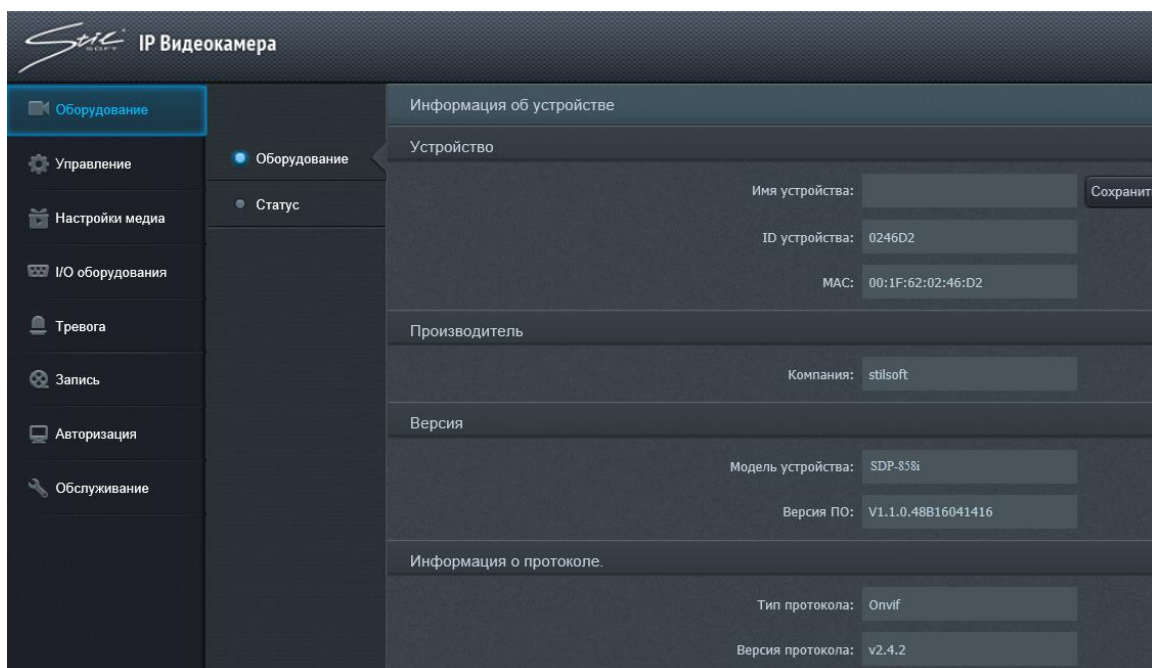 Stil SOFT IP Видеокамера
Оборудование
Управление
Настройки медиа
I/O оборудования
Тревога
Запись
Авторизация
Обслуживание
Оборудование
Статус
Информация об устройстве
Устройство
Имя устройства: Сохранит
ID устройства: 0246D2
MAC: 00:1F:62:02:46:D2
Производитель
Компания: stilsoft
Версия
Модель устройства: SDP-858i
Версия ПО: V1.1.0.48B16041416
Информация о протоколе.
Тип протокола: Onvif
Версия протокола: v2.4.2